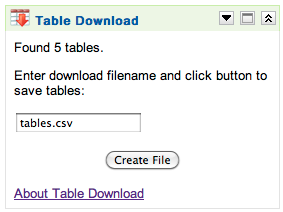 Table Download
Found 5 tables.
Enter download filename and click button to
save tables:
tables.csv
Create File
About Table Download